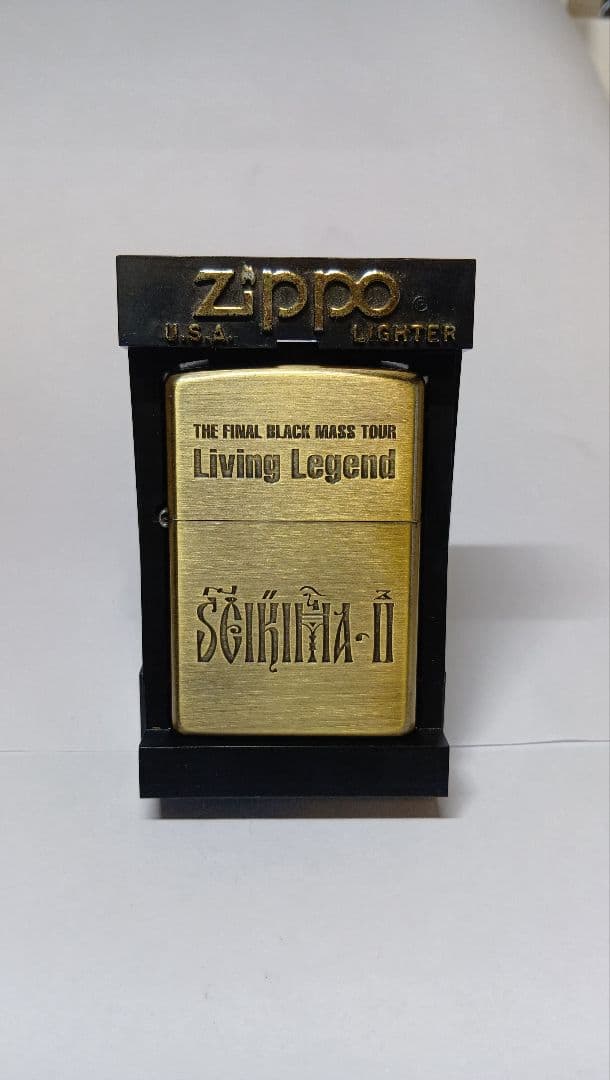 Zippo ©
U.S.A. LIGHTER
THE FINAL BLACK MASS TOUR
Living Legend
SEIKIMA-II